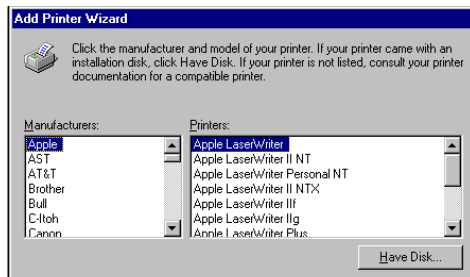 Add Printer Wizard
Click the manufacturer and model of your printer. If your printer came with an
installation disk, click Have Disk. If your printer is not listed, consult your printer
documentation for a compatible printer.
Manufacturers:
Apple
AST
AT&T
Brother
Bull
C-Itoh
Canon
Printers:
Apple LaserWriter
Apple LaserWriter II NT
Apple LaserWriter Personal NT
Apple LaserWriter II NTX
Apple LaserWriter IIf
Apple LaserWriter IIg
Apple LaserWriter Plus
Have Disk...